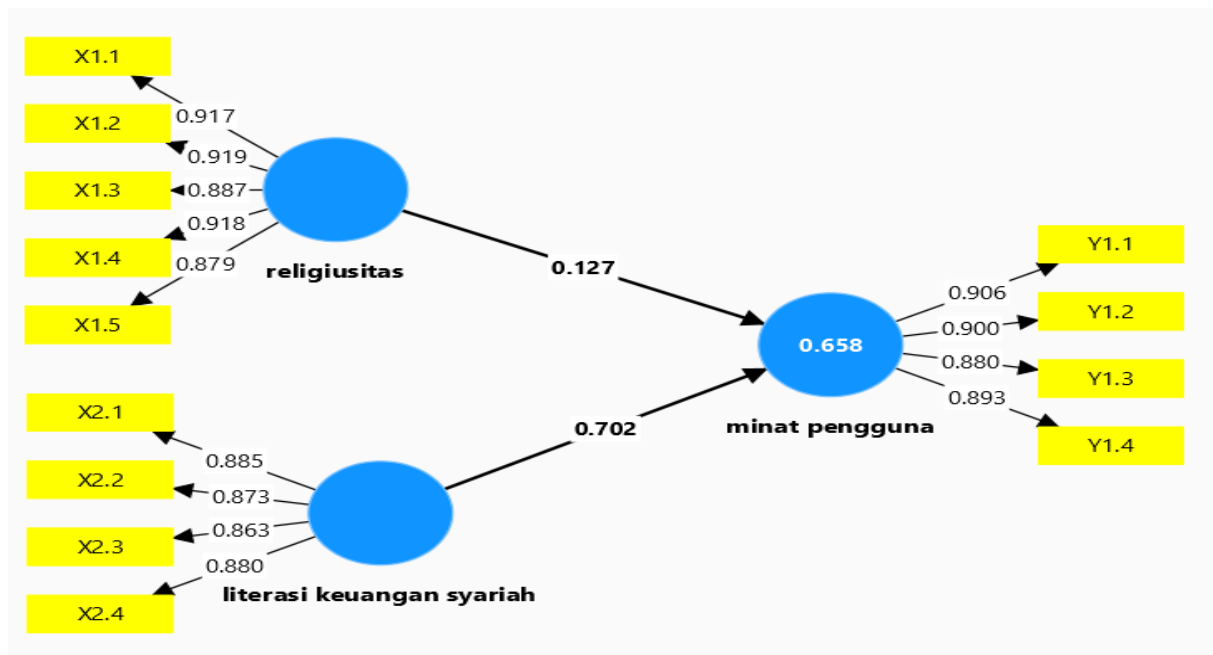 X1.1
0.917
X1.2
0.919
X1.3
0.887
0.918
X1.4
0.879
X1.5
religiusitas
0.127
X2.1
0.885
X2.2
0.873
X2.3
0.863
0.880
X2.4
literasi keuangan syariah
0.702
0.658
minat pengguna
Y1.1
0.906
Y1.2
0.900
0.880
Y1.3
0.893
Y1.4